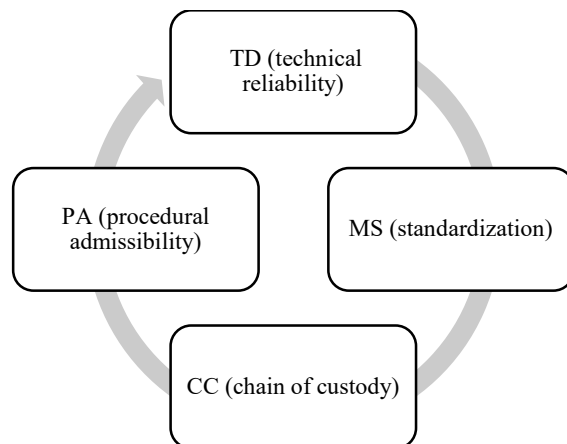 TD (technical
reliability)
MS (standardization)
CC (chain of custody)
PA (procedural
admissibility)